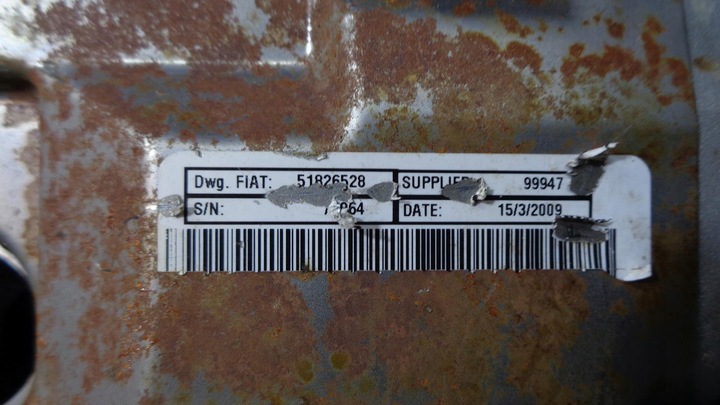 Dwg. FIAT: 51826528 SUPPLIER: 99947
S/N: DATE: 15/3/2009